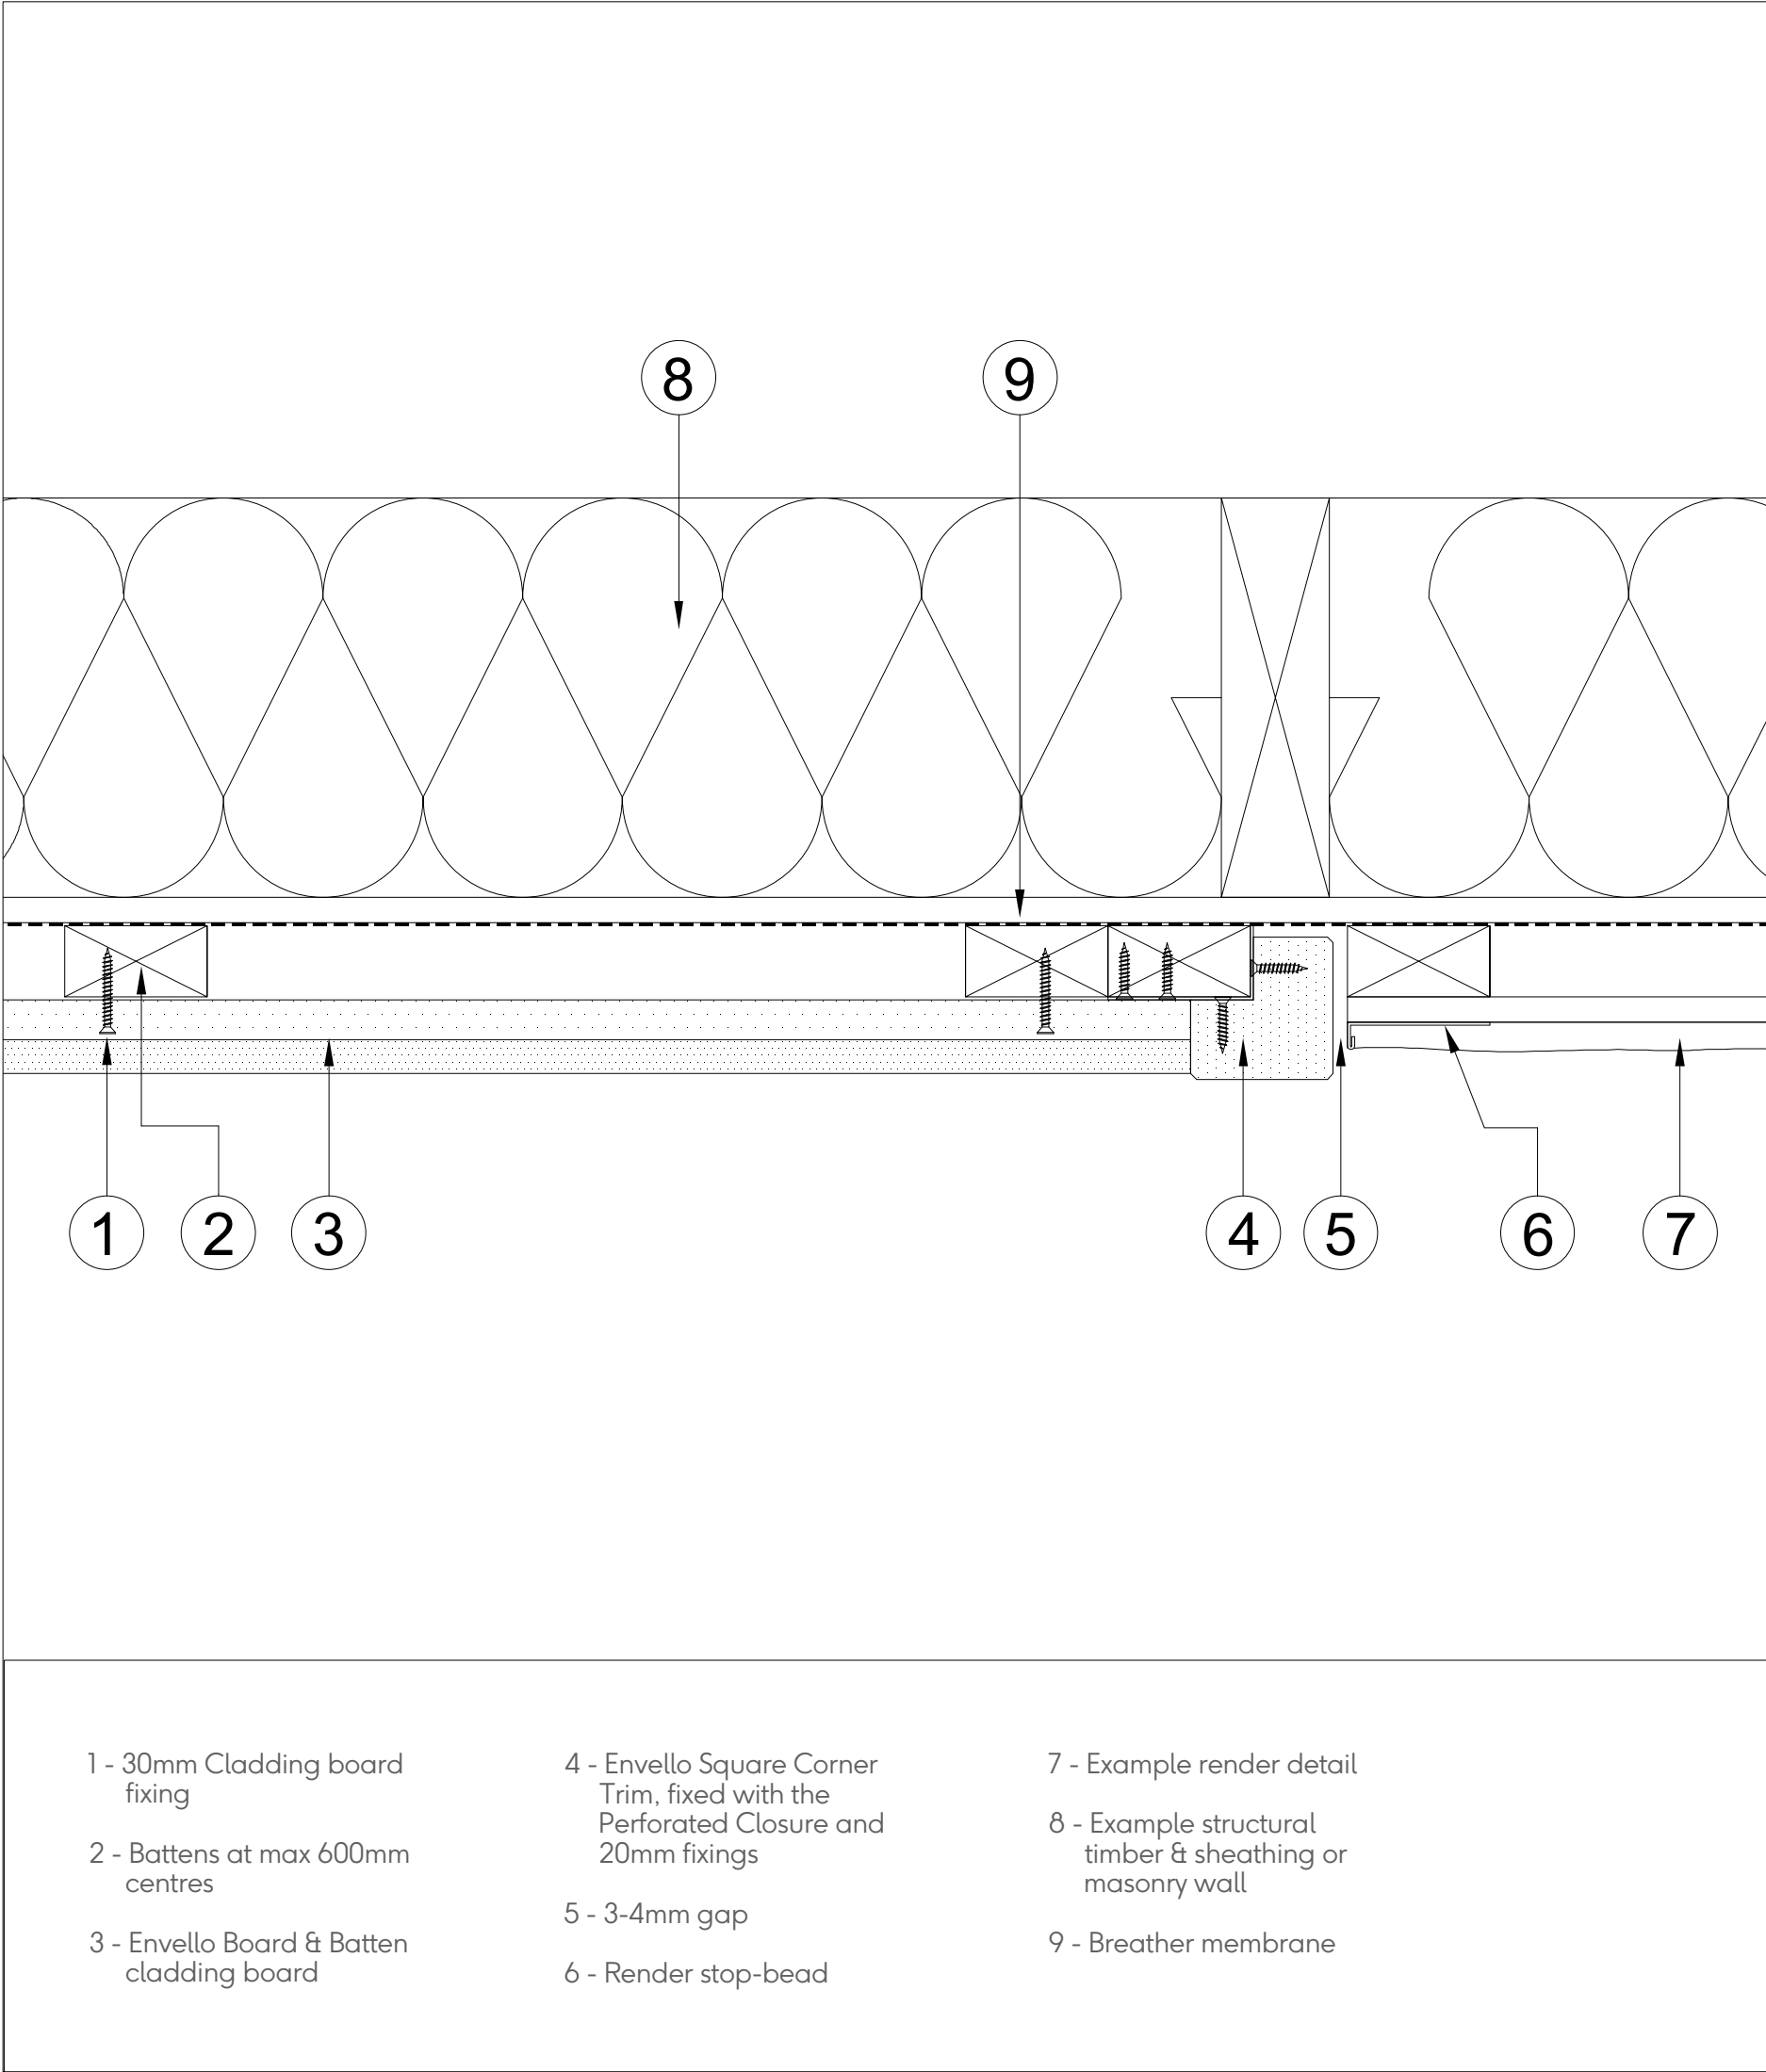 8
9
1
2
3
4
5
6
7
1 - 30mm Cladding board
fixing
2 - Battens at max 600mm
centres
3 - Envello Board & Batten
cladding board
4 - Envello Square Corner
Trim, fixed with the
Perforated Closure and
20mm fixings
5 - 3-4mm gap
6 - Render stop-bead
7 - Example render detail
8 - Example structural
timber & sheathing or
masonry wall
9 - Breather membrane